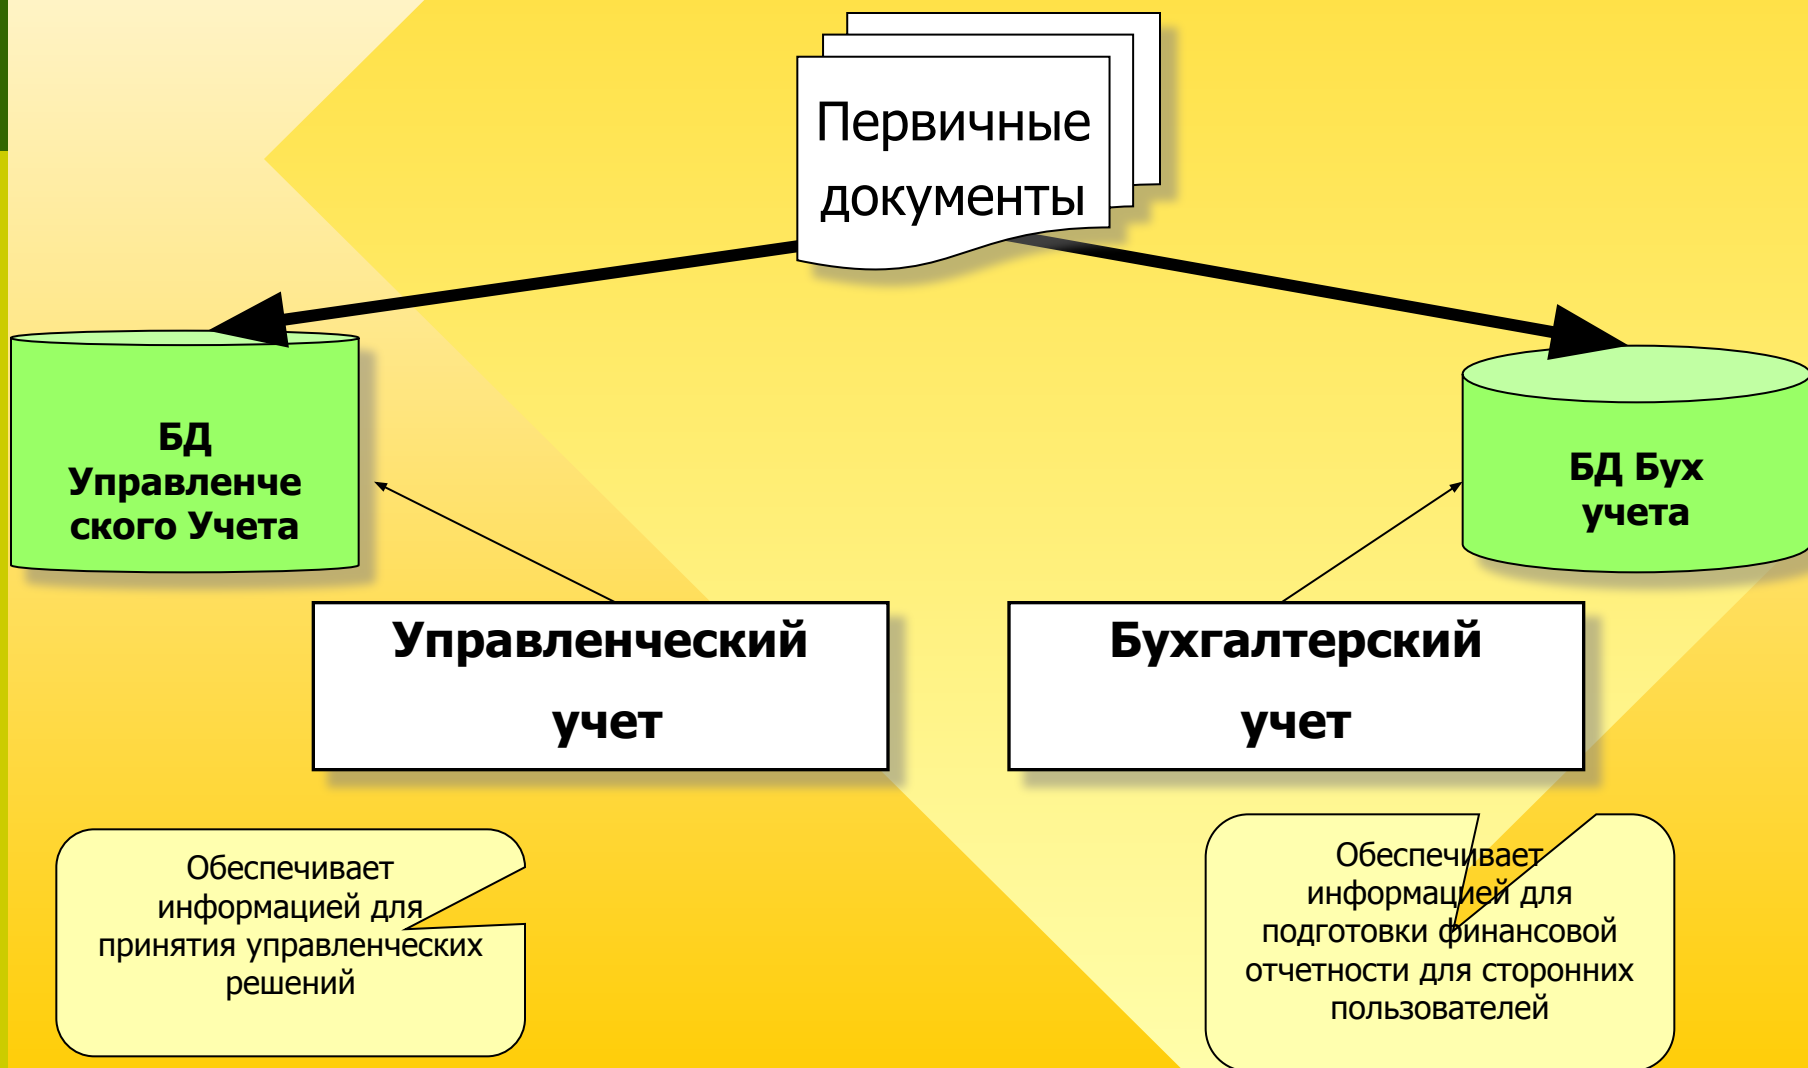 Первичные
документы
БД
Управленче
ского Учета
БД Бух
учета
Управленческий
учет
Бухгалтерский
учет
Обеспечивает
информацией для
принятия управленческих
решений
Обеспечивает
информацией для
подготовки финансовой
отчетности для сторонних
пользователей